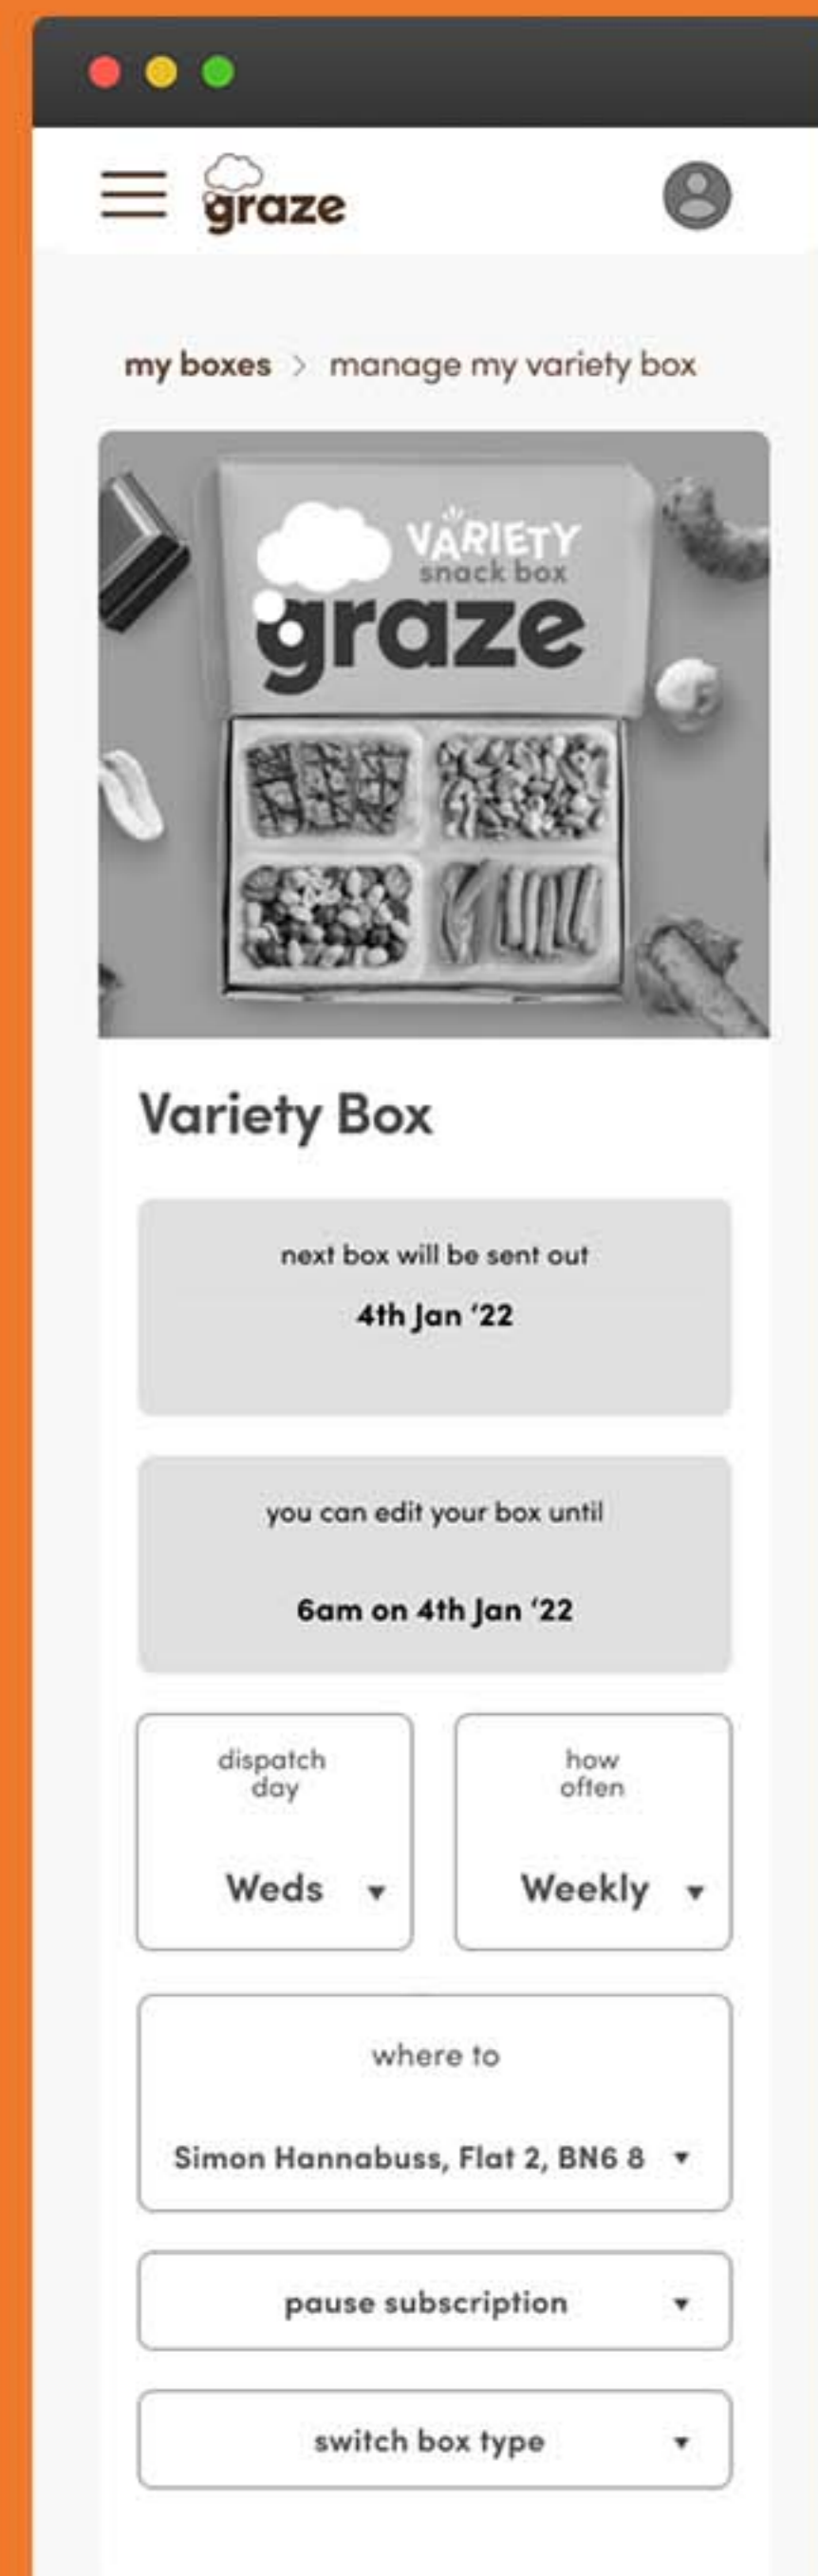 graze
my boxes > manage my variety box
VARIETY
snack box
graze
Variety Box
next box will be sent out
4th Jan ‘22
you can edit your box until
6am on 4th Jan ‘22
dispatch
day
Weds
how
often
Weekly
where to
Simon Hannabuss, Flat 2, BN6 8
pause subscription
switch box type